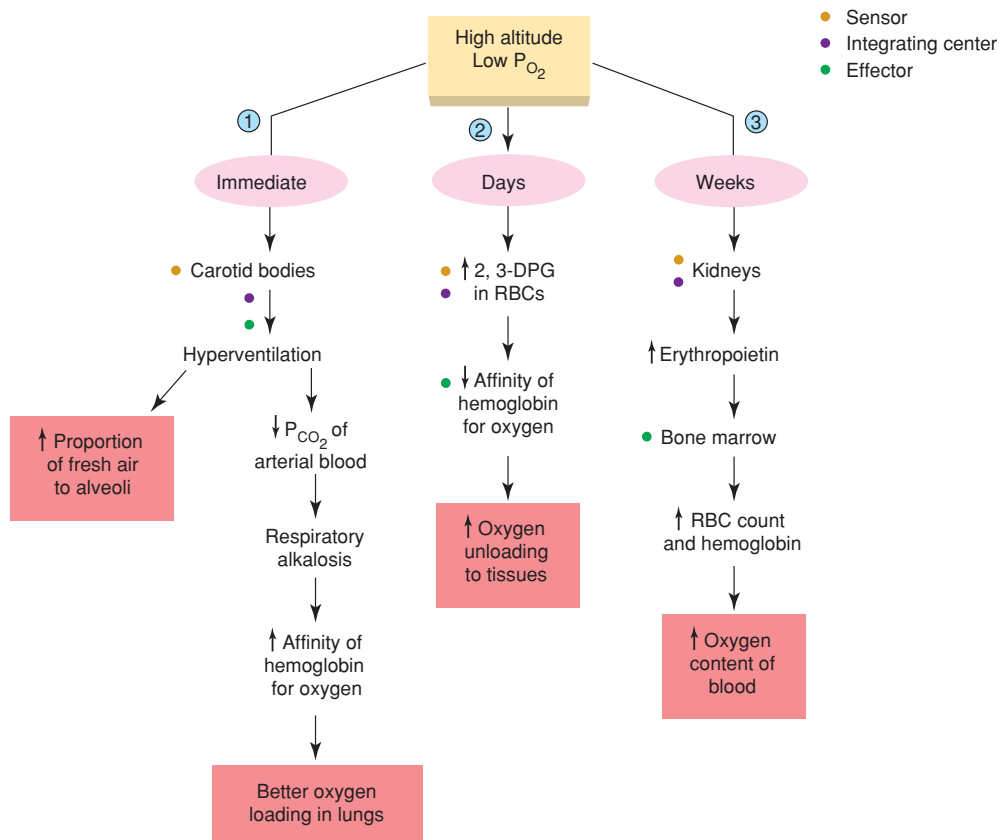 High altitude
Low PO2
Sensor
Integrating center
Effector
1
2
3
Immediate
Carotid bodies
Hyperventilation
↑ Proportion
of fresh air
to alveoli
↓ PCO2 of
arterial blood
Respiratory
alkalosis
↑ Affinity of
hemoglobin
for oxygen
Better oxygen
loading in lungs
Days
↑ 2, 3-DPG
in RBCs
↓ Affinity of
hemoglobin
for oxygen
↑ Oxygen
unloading
to tissues
Weeks
Kidneys
↑ Erythropoietin
Bone marrow
↑ RBC count
and hemoglobin
↑ Oxygen
content of
blood